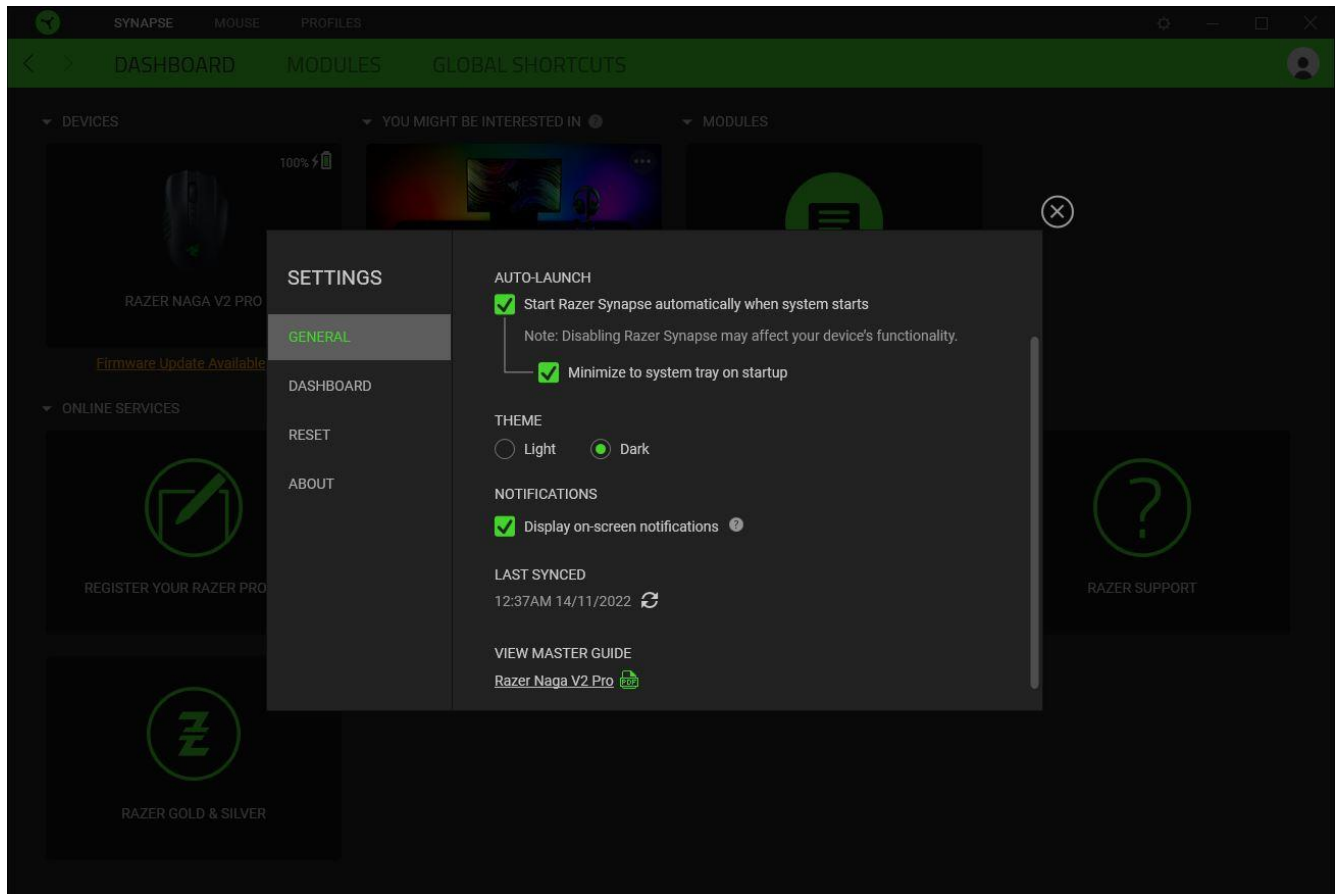 SYNAPSE MOUSE PROFILES
DASHBOARD MODULES GLOBAL SHORTCUTS
DEVICES
YOU MIGHT BE INTERESTED IN
MODULES
100%
RAZER NAGA V2 PRO
Firmware Update Available
ONLINE SERVICES
REGISTER YOUR RAZER PRO
RAZER SUPPORT
RAZER GOLD & SILVER
SETTINGS
GENERAL
DASHBOARD
RESET
ABOUT
AUTO-LAUNCH
Start Razer Synapse automatically when system starts
Note: Disabling Razer Synapse may affect your device's functionality.
Minimize to system tray on startup
THEME
Light Dark
NOTIFICATIONS
Display on-screen notifications
LAST SYNCED
12:37AM 14/11/2022
VIEW MASTER GUIDE
Razer Naga V2 Pro PDF